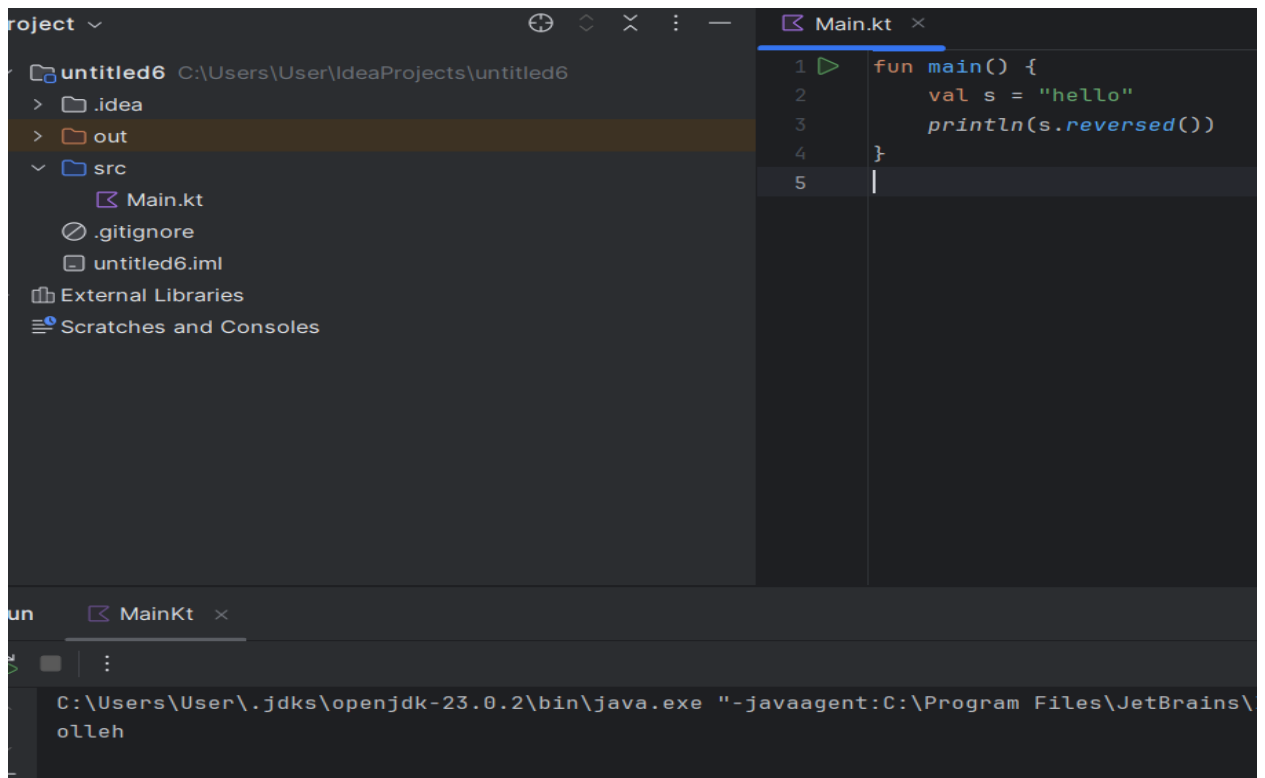 roject
untitled6 C:\Users\User\IdeaProjects\untitled6
.idea
out
src
Main.kt
.gitignore
untitled6.iml
External Libraries
Scratches and Consoles
Main.kt
1 fun main() {
2 val s = "hello"
3 println(s.reversed())
4 }
5
un MainKt
C:\Users\User\.jdks\openjdk-23.0.2\bin\java.exe "-javaagent:C:\Program Files\JetBrains\
olleh